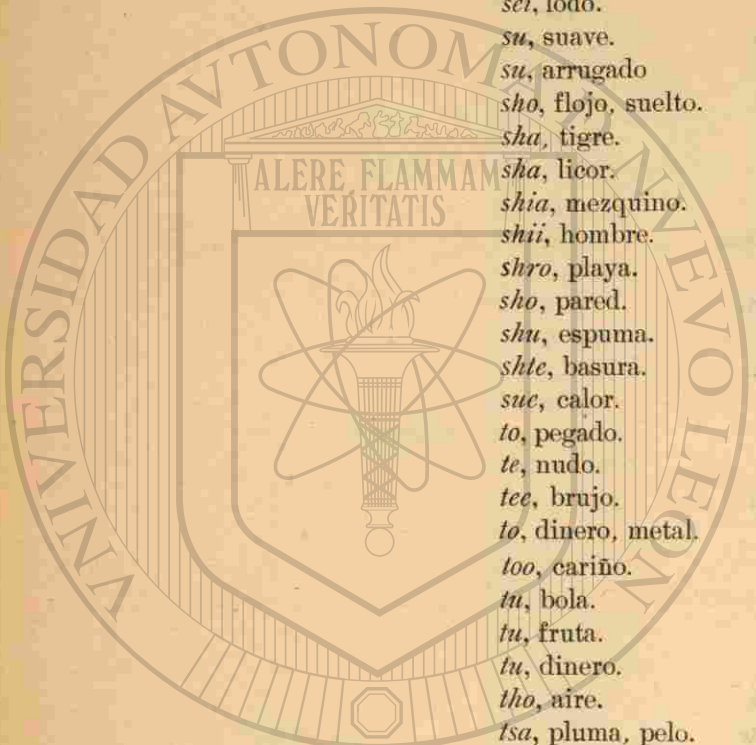 sei, lodo.
su, suave.
su, arrugado
sho, flojo, suelto.
sha, tigre.
sha, licor.
shia, mezquino.
shii, hombre.
shro, playa.
sho, pared.
shu, espuma.
shte, basura.
sue, calor.
to, pegado.
te, nudo.
tee, brujo.
to, dinero, metal.
too, cariño.
tu, bola.
tu, fruta.
tu, dinero.
tho, aire.
tsa, pluma, pelo.
UNIVERSIDAD AVTONOMA DE NVEVO LEON
ALERE FLAMMAM
VERITATIS